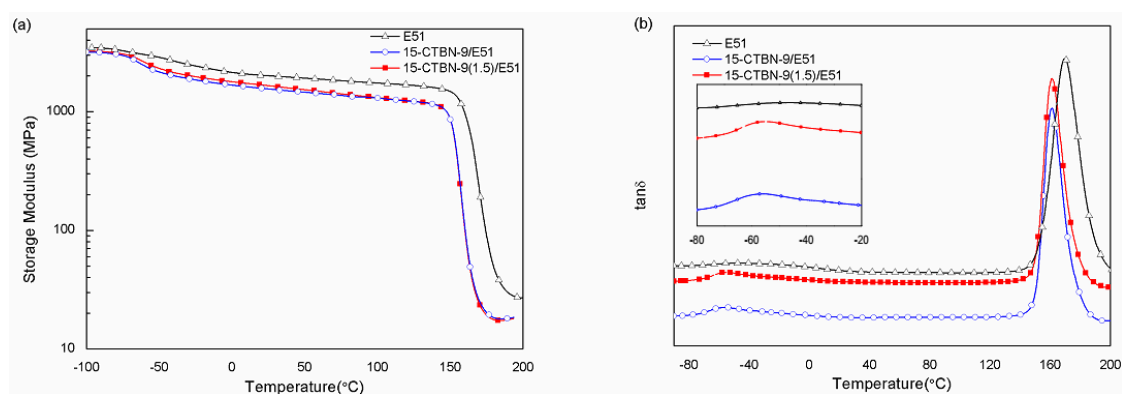 (a)
E51
15-CTBN-9/E51
15-CTBN-9(1.5)/E51
1000
100
10
Storage Modulus (MPa)
-100 -50 0 50 100 150 200
Temperature(°C)
(b)
E51
15-CTBN-9/E51
15-CTBN-9(1.5)/E51
-80 -60 -40 -20
tanδ
-80 -40 0 40 80 120 160 200
Temperature(°C)